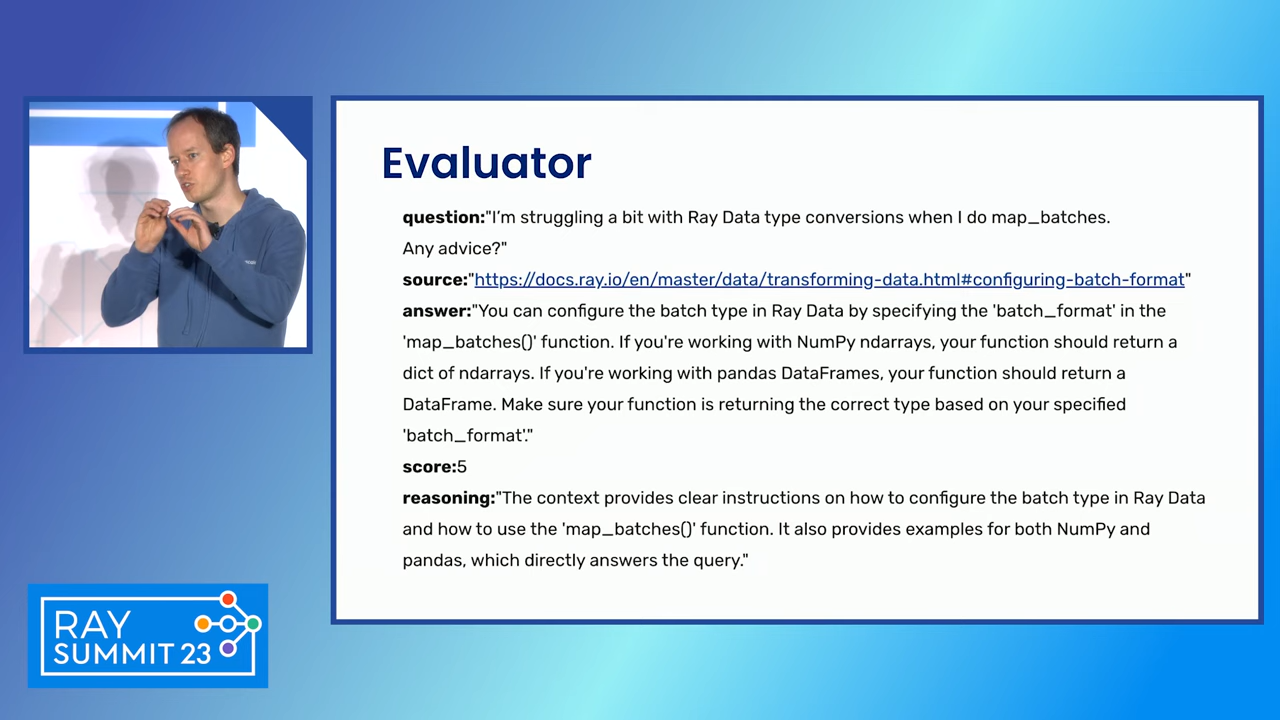 Evaluator
question:"I'm struggling a bit with Ray Data type conversions when I do map_batches.
Any advice?"
source:"https://docs.ray.io/en/master/data/transforming-data.html#configuring-batch-format"
answer:"You can configure the batch type in Ray Data by specifying the 'batch_format' in the
'map_batches()' function. If you're working with NumPy ndarrays, your function should return a
dict of ndarrays. If you're working with pandas DataFrames, your function should return a
DataFrame. Make sure your function is returning the correct type based on your specified
'batch_format'."
score:5
reasoning:"The context provides clear instructions on how to configure the batch type in Ray Data
and how to use the 'map_batches()' function. It also provides examples for both NumPy and
pandas, which directly answers the query."
RAY
SUMMIT 23